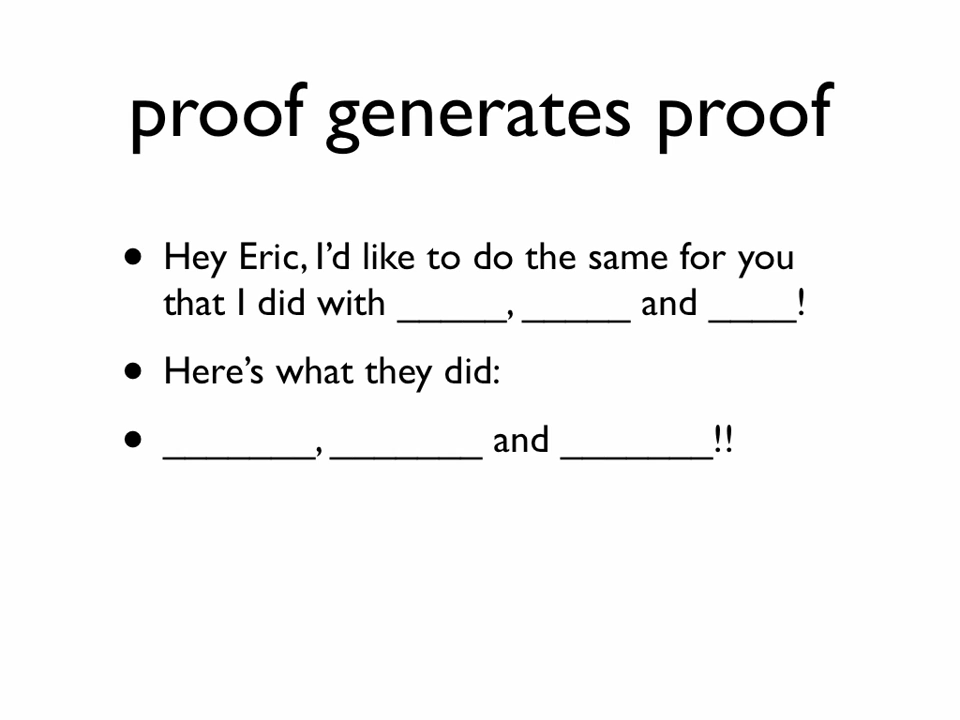 proof generates proof
• Hey Eric, I’d like to do the same for you
that I did with _____, _____ and ____!
• Here’s what they did:
• _______, _______ and _______!!